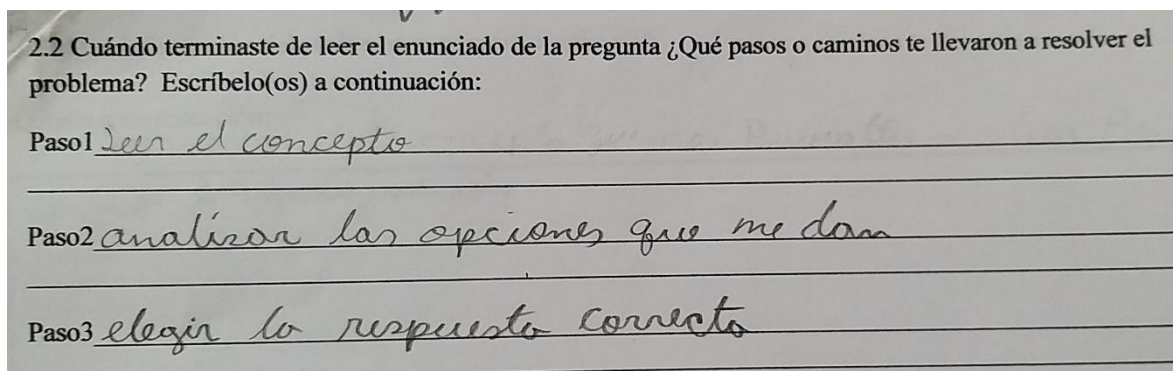 2.2 Cuándo terminaste de leer el enunciado de la pregunta ¿Qué pasos o caminos te llevaron a resolver el
problema? Escríbelo(os) a continuación:
Paso1 Leer el concepto
Paso2 analizar las opciones que me dan
Paso3 elegir la respuesta correcta